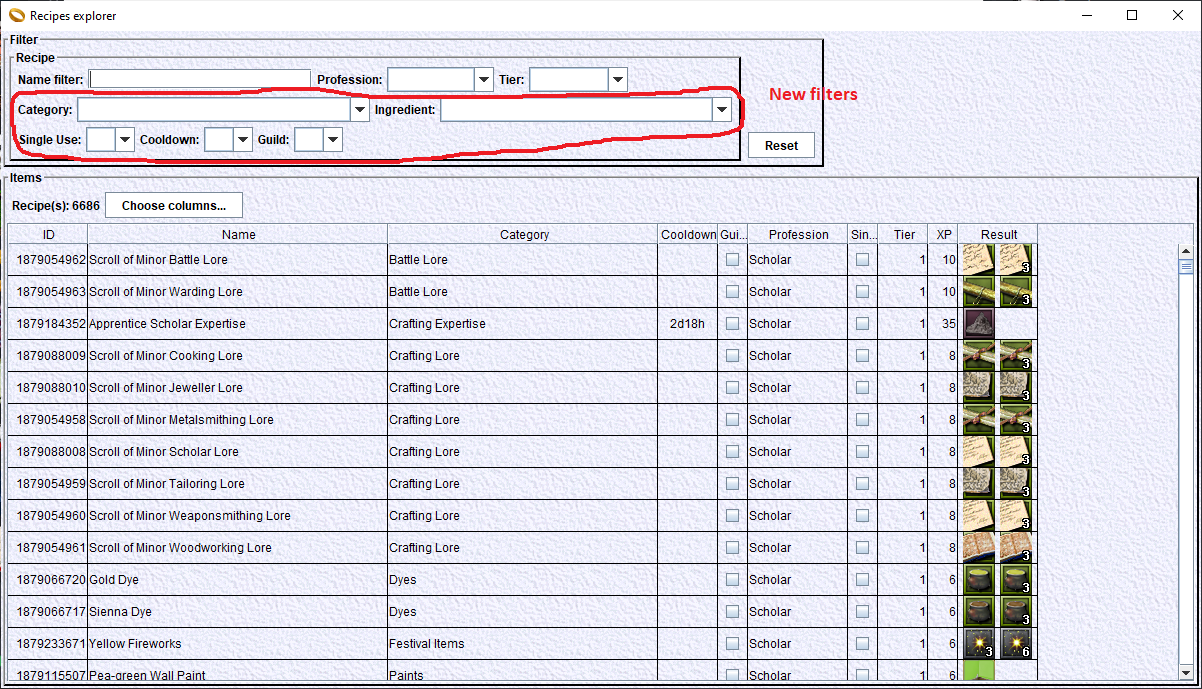 Recipes explorer
Filter
Recipe
Name filter: Profession: Tier:
Category: Ingredient: New filters
Single Use: Cooldown: Guild: Reset
Items
Recipe(s): 6686 Choose columns...
ID Name Category Cooldown Gui... Profession Sin... Tier XP Result
1879054962 Scroll of Minor Battle Lore Battle Lore Scholar 1 10 3
1879054963 Scroll of Minor Warding Lore Battle Lore Scholar 1 10 3
1879184352 Apprentice Scholar Expertise Crafting Expertise 2d18h Scholar 1 35
1879088009 Scroll of Minor Cooking Lore Crafting Lore Scholar 1 8 3
1879088010 Scroll of Minor Jeweller Lore Crafting Lore Scholar 1 8 3
1879054958 Scroll of Minor Metalsmithing Lore Crafting Lore Scholar 1 8 3
1879088008 Scroll of Minor Scholar Lore Crafting Lore Scholar 1 8 3
1879054959 Scroll of Minor Tailoring Lore Crafting Lore Scholar 1 8 3
1879054960 Scroll of Minor Weaponsmithing Lore Crafting Lore Scholar 1 8 3
1879054961 Scroll of Minor Woodworking Lore Crafting Lore Scholar 1 8 3
1879066720 Gold Dye Dyes Scholar 1 6 3
1879066717 Sienna Dye Dyes Scholar 1 6 3
1879233671 Yellow Fireworks Festival Items Scholar 1 6 3 6
1879115507 Pea-green Wall Paint Paints Scholar 1 6